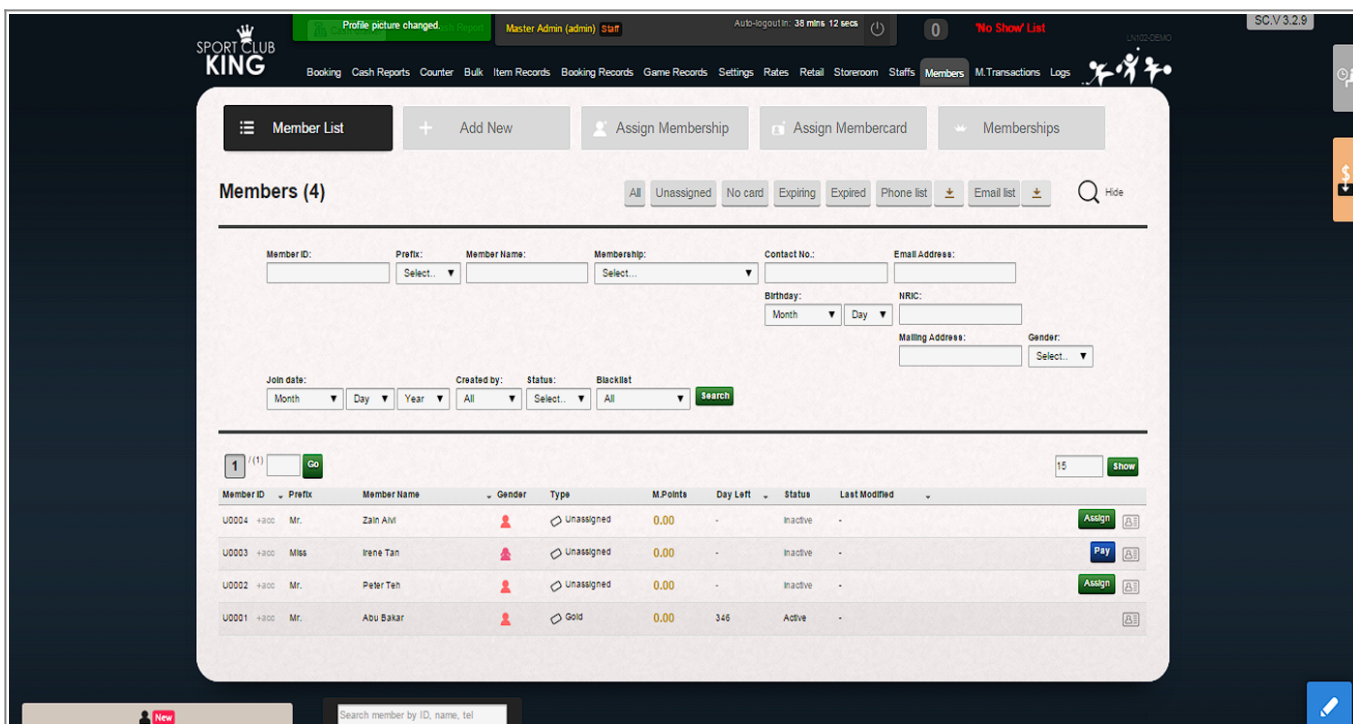 Profile picture changed.
Master Admin (admin) Staff
Auto-logout in: 38 mins 12 secs
0
'No Show' List
SC.V 3.2.9
LN102-DEMO
SPORT CLUB
KING
Booking Cash Reports Counter Bulk Item Records Booking Records Game Records Settings Rates Retail Storeroom Staffs Members M.Transactions Logs
Member List
Add New
Assign Membership
Assign Membercard
Memberships
Members (4)
All Unassigned No card Expiring Expired Phone list Email list Hide
Member ID: Prefix: Member Name: Membership: Contact No.: Email Address:
Select.. Select...
Birthday: NRIC:
Month Day
Mailing Address: Gender:
Select..
Join date: Created by: Status: Blacklist
Month Day Year All Select.. All Search
1 / (1) Go 15 Show
Member ID Prefix Member Name Gender Type M.Points Day Left Status Last Modified
U0004 +acc Mr. Zain Alvi Unassigned 0.00 - Inactive - Assign
U0003 +acc Miss Irene Tan Unassigned 0.00 - Inactive - Pay
U0002 +acc Mr. Peter Teh Unassigned 0.00 - Inactive - Assign
U0001 +acc Mr. Abu Bakar Gold 0.00 346 Active -
New
Search member by ID, name, tel